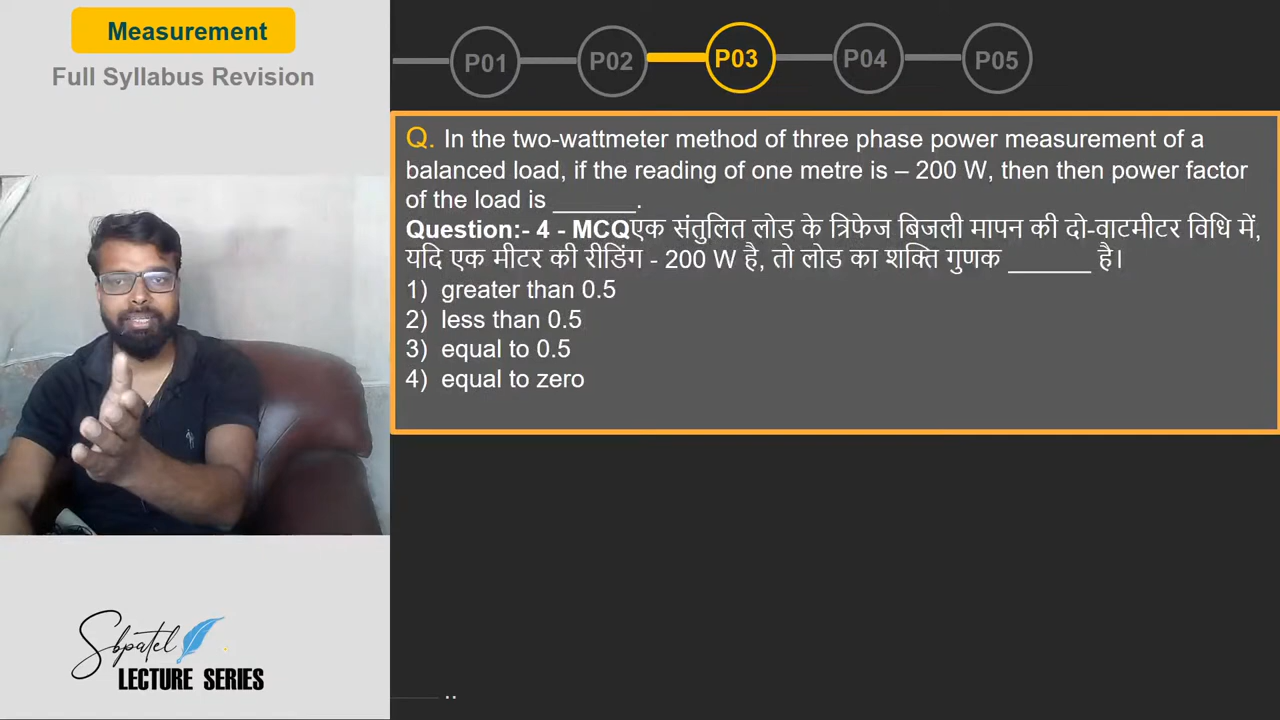 Measurement
Full Syllabus Revision
P01
P02
P03
P04
P05
Q. In the two-wattmeter method of three phase power measurement of a
balanced load, if the reading of one metre is – 200 W, then then power factor
of the load is ______.
Question:- 4 - MCQएक संतुलित लोड के त्रिफेज बिजली मापन की दो-वाटमीटर विधि में,
यदि एक मीटर की रीडिंग - 200 W है, तो लोड का शक्ति गुणक ______ है।
1) greater than 0.5
2) less than 0.5
3) equal to 0.5
4) equal to zero
Sbpatel
LECTURE SERIES
..